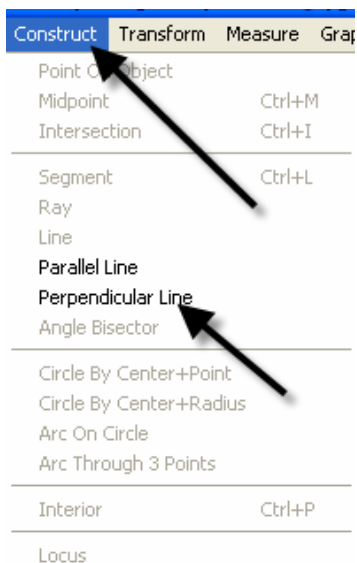 Construct Transform Measure Grap
Point On Object
Midpoint Ctrl+M
Intersection Ctrl+I
Segment Ctrl+L
Ray
Line
Parallel Line
Perpendicular Line
Angle Bisector
Circle By Center+Point
Circle By Center+Radius
Arc On Circle
Arc Through 3 Points
Interior Ctrl+P
Locus